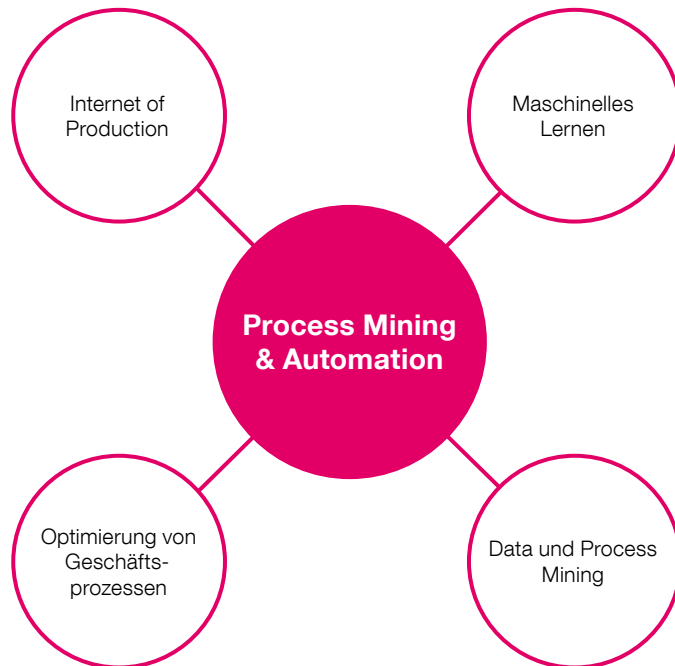 Internet of
Production
Maschinelles
Lernen
Process Mining
& Automation
Optimierung von
Geschäfts-
prozessen
Data und Process
Mining